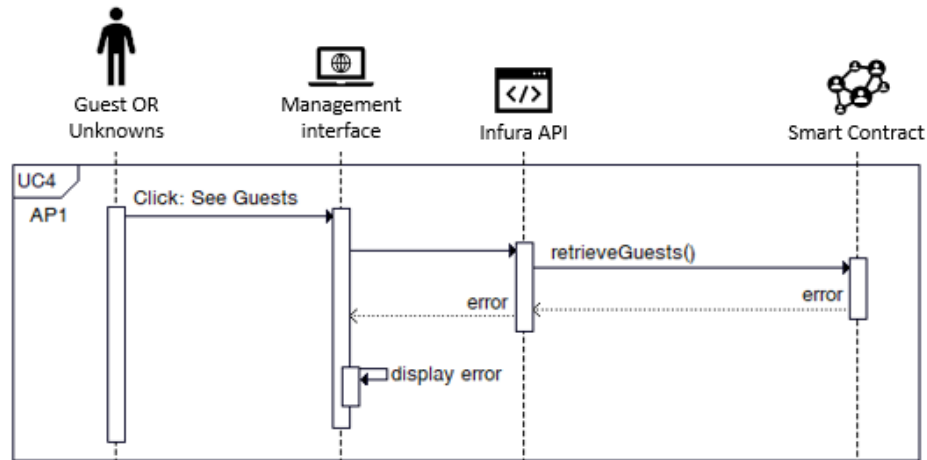 Guest OR
Unknowns
Management
interface
</>
Infura API
Smart Contract
UC4
AP1
Click: See Guests
retrieveGuests()
error
error
display error